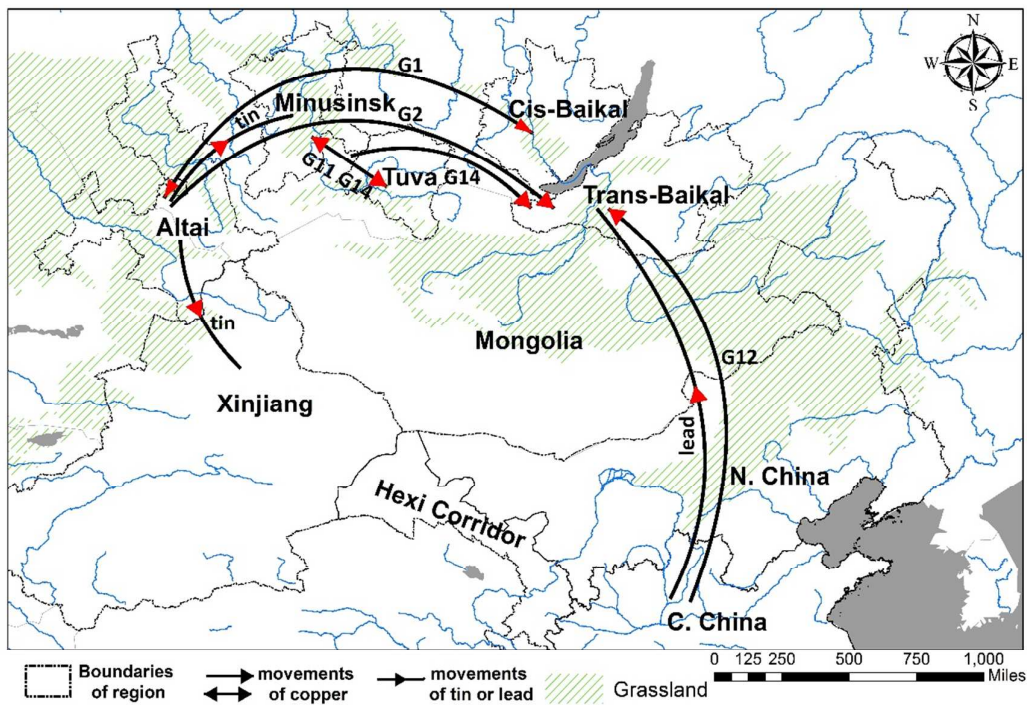 N
W E
S
G1
Minusinsk
tin
Cis-Baikal
G2
G11 G14
Tuva
G14
Trans-Baikal
Altai
tin
Mongolia
G12
Xinjiang
lead
N. China
Hexi Corridor
C. China
Boundaries
of region
movements
of copper
movements
of tin or lead
Grassland
0 125 250 500 750 1,000
Miles